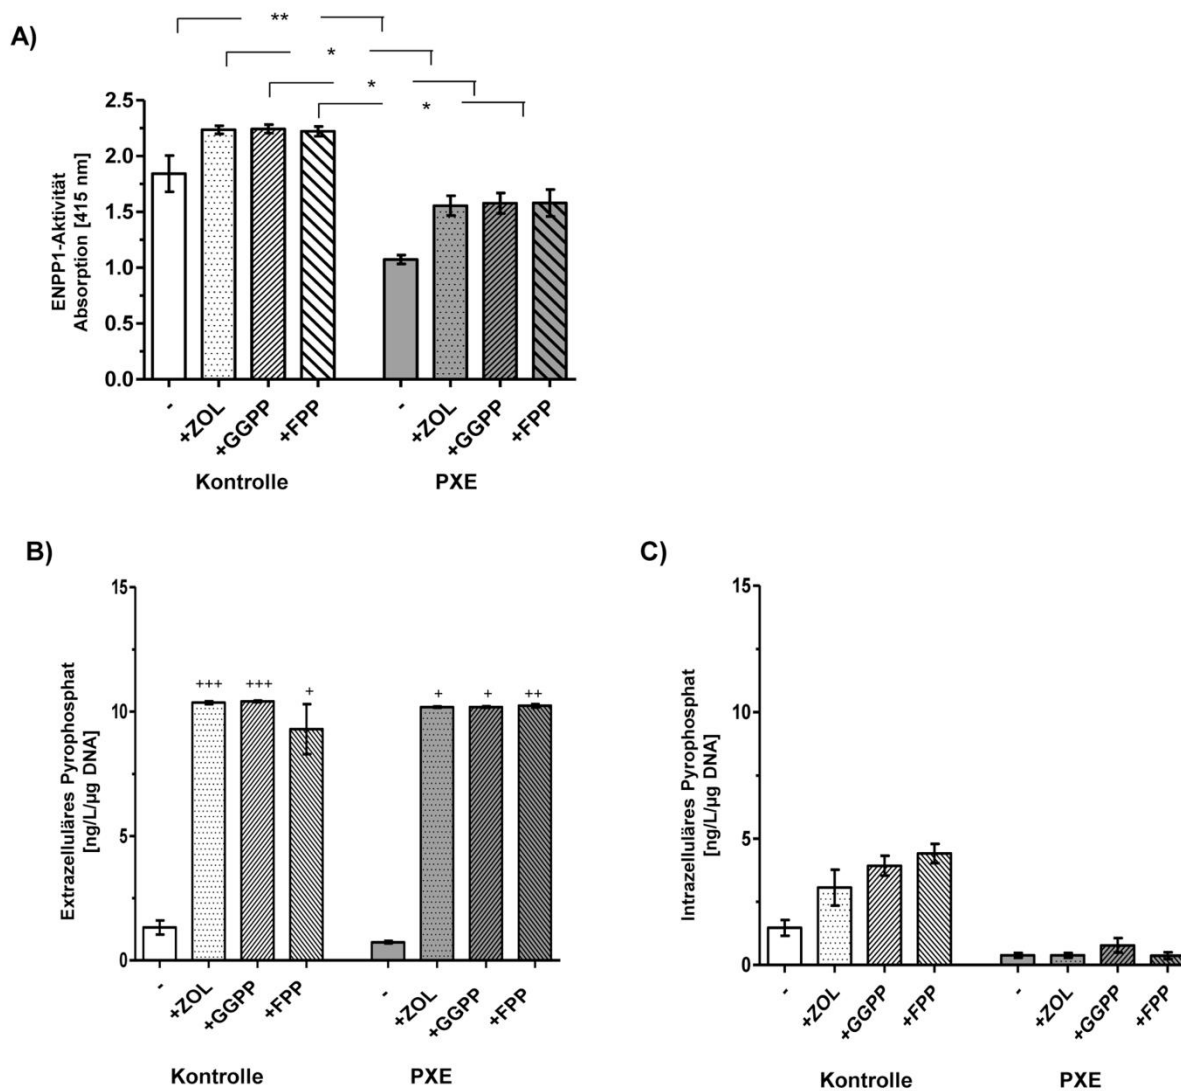 A)
**
*
*
*
ENPP1-Aktivität
Absorption [415 nm]
2.5
2.0
1.5
1.0
0.5
0.0
- +ZOL +GGPP +FPP - +ZOL +GGPP +FPP
Kontrolle PXE
B)
Extrazelluläres Pyrophosphat
[ng/L/µg DNA]
15
10
5
0
+++ +++ + + + ++
- +ZOL +GGPP +FPP - +ZOL +GGPP +FPP
Kontrolle PXE
C)
Intrazelluläres Pyrophosphat
[ng/L/µg DNA]
15
10
5
0
- +ZOL +GGPP +FPP - +ZOL +GGPP +FPP
Kontrolle PXE